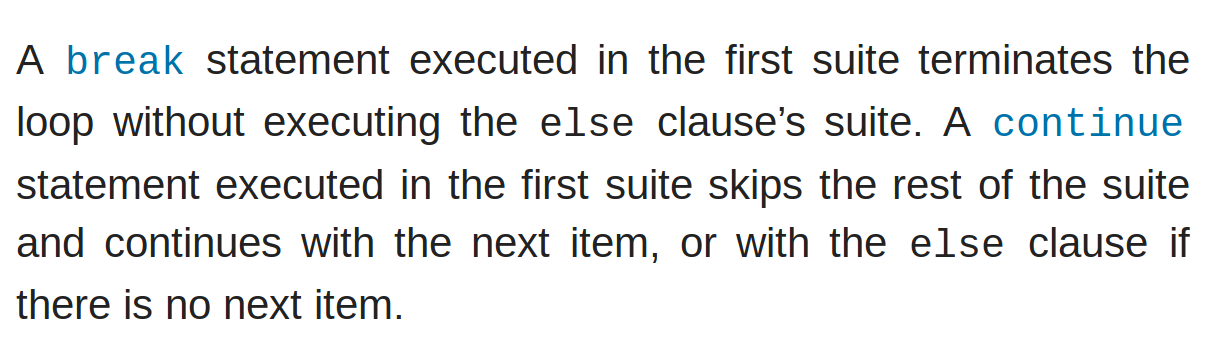 A break statement executed in the first suite terminates the
loop without executing the else clause’s suite. A continue
statement executed in the first suite skips the rest of the suite
and continues with the next item, or with the else clause if
there is no next item.